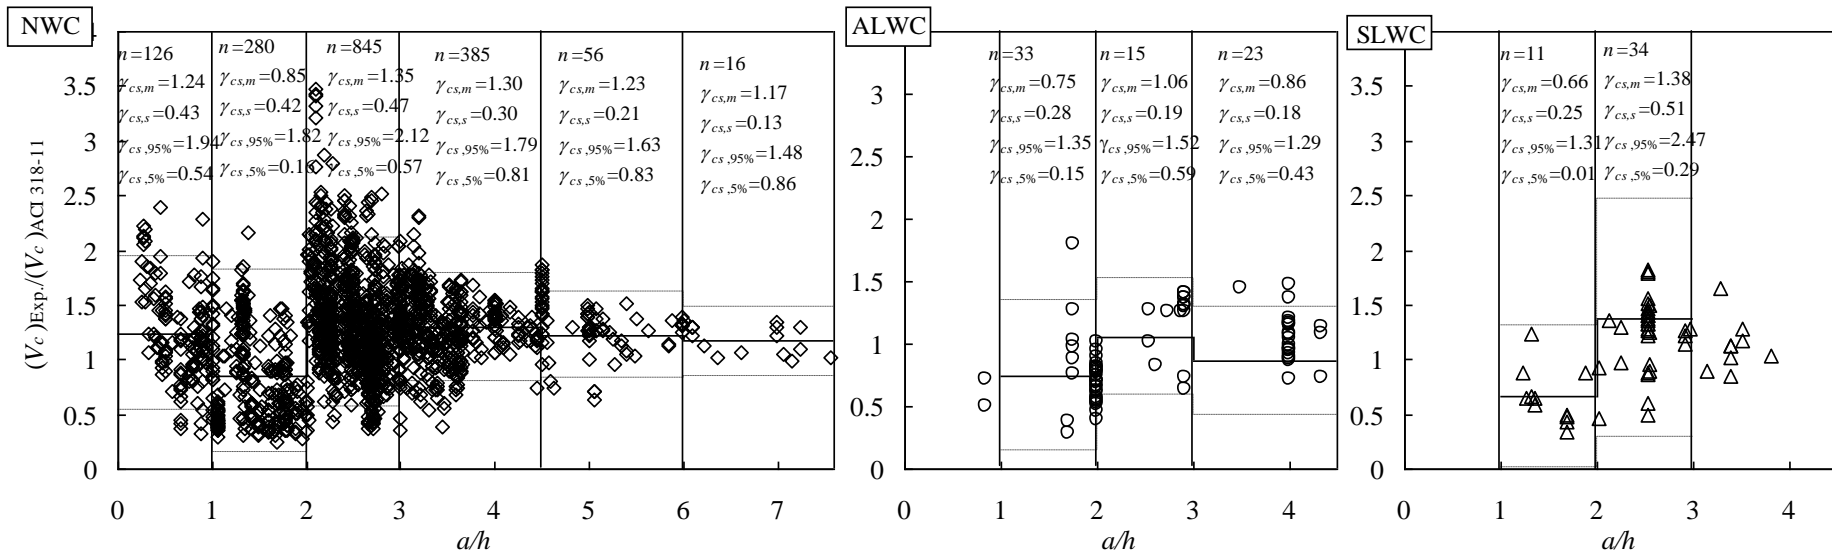 NWC
(Vc)Exp./(Vc)ACI 318-11
4
3.5
3
2.5
2
1.5
1
0.5
0
n=126
γcs,m=1.24
γcs,s=0.43
γcs,95%=1.94
γcs,5%=0.54
n=280
γcs,m=0.85
γcs,s=0.42
γcs,95%=1.82
γcs,5%=0.16
n=845
γcs,m=1.35
γcs,s=0.47
γcs,95%=2.12
γcs,5%=0.57
n=385
γcs,m=1.30
γcs,s=0.30
γcs,95%=1.79
γcs,5%=0.81
n=56
γcs,m=1.23
γcs,s=0.21
γcs,95%=1.63
γcs,5%=0.83
n=16
γcs,m=1.17
γcs,s=0.13
γcs,95%=1.48
γcs,5%=0.86
0 1 2 3 4 5 6 7
a/h
ALWC
3
2
1.5
1
0.5
0
n=33
γcs,m=0.75
γcs,s=0.28
γcs,95%=1.35
γcs,5%=0.15
n=15
γcs,m=1.06
γcs,s=0.19
γcs,95%=1.52
γcs,5%=0.59
n=23
γcs,m=0.86
γcs,s=0.18
γcs,95%=1.29
γcs,5%=0.43
0 1 2 3 4
a/h
SLWC
3.5
3
2.5
2
1.5
1
0.5
0
n=11
γcs,m=0.66
γcs,s=0.25
γcs,95%=1.31
γcs,5%=0.01
n=34
γcs,m=1.38
γcs,s=0.51
γcs,95%=2.47
γcs,5%=0.29
0 1 2 3 4
a/h